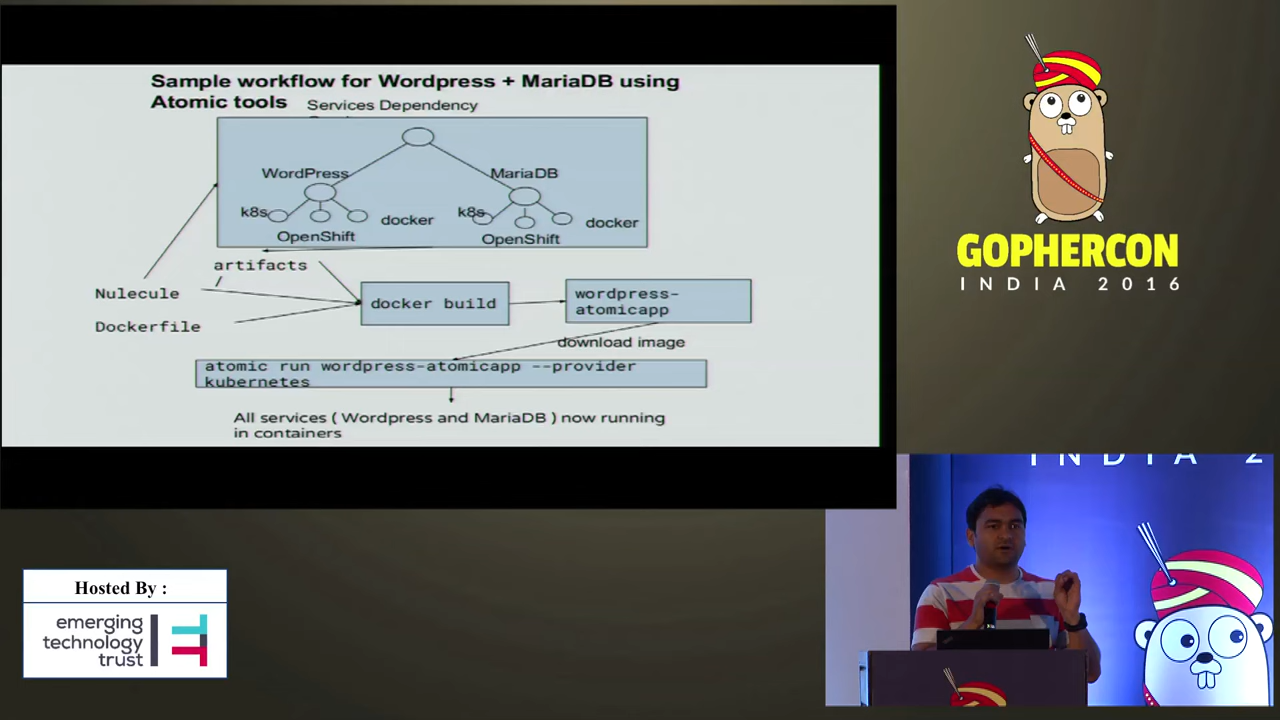 Sample workflow for Wordpress + MariaDB using
Atomic tools
Services Dependency
WordPress
MariaDB
k8s
docker
k8s
docker
OpenShift
OpenShift
artifacts
/
Nulecule
Dockerfile
docker build
wordpress-
atomicapp
download image
atomic run wordpress-atomicapp --provider
kubernetes
All services ( Wordpress and MariaDB ) now running
in containers
GOPHERCON
INDIA 2016
INDIA 2
Hosted By :
emerging
technology
trust